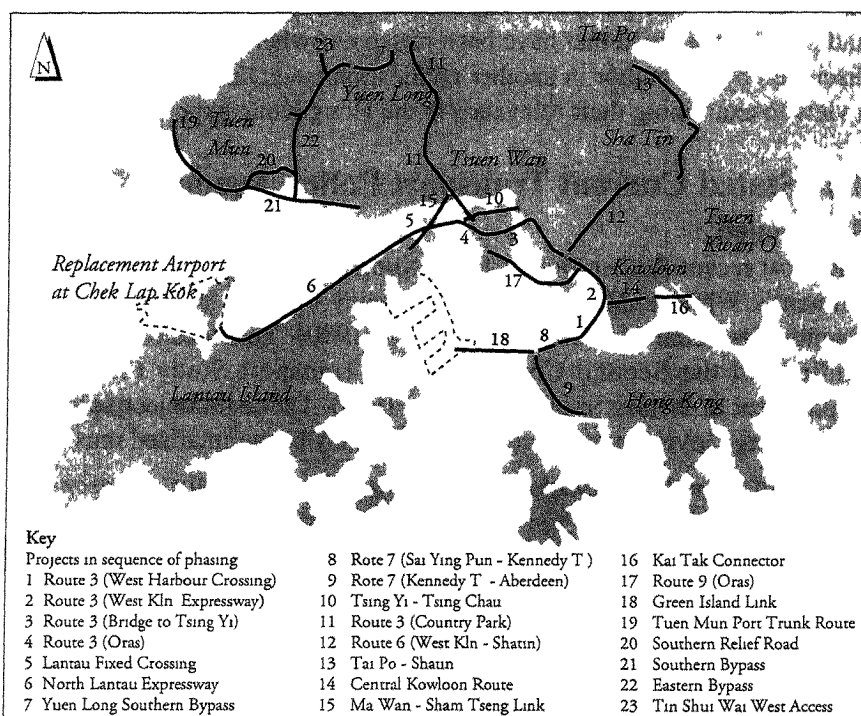 N
23
7
11
Tai Po
13
Yuen Long
19
Tuen
Mun
22
20
Sha Tin
11
Tsuen Wan
21
15
10
12
5
4
3
Tsuen
Kwan O
Replacement Airport
at Chek Lap Kok
6
17
Kowloon
2
14
16
1
18
8
Lantau Island
9
Hong Kong
Key
Projects in sequence of phasing
1 Route 3 (West Harbour Crossing)
2 Route 3 (West Kln Expressway)
3 Route 3 (Bridge to Tsing Yi)
4 Route 3 (Oras)
5 Lantau Fixed Crossing
6 North Lantau Expressway
7 Yuen Long Southern Bypass
8 Rote 7 (Sai Ying Pun - Kennedy T )
9 Rote 7 (Kennedy T - Aberdeen)
10 Tsing Yi - Tsing Chau
11 Route 3 (Country Park)
12 Route 6 (West Kln - Shatin)
13 Tai Po - Shatin
14 Central Kowloon Route
15 Ma Wan - Sham Tseng Link
16 Kai Tak Connector
17 Route 9 (Oras)
18 Green Island Link
19 Tuen Mun Port Trunk Route
20 Southern Relief Road
21 Southern Bypass
22 Eastern Bypass
23 Tin Shui Wai West Access